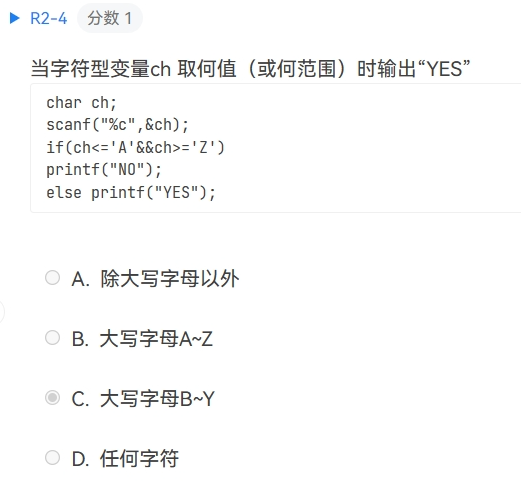 R2-4 分数 1
当字符型变量ch 取何值（或何范围）时输出“YES”
char ch;
scanf("%c",&ch);
if(ch<='A'&&ch>='Z')
printf("NO");
else printf("YES");
A. 除大写字母以外
B. 大写字母A~Z
C. 大写字母B~Y
D. 任何字符